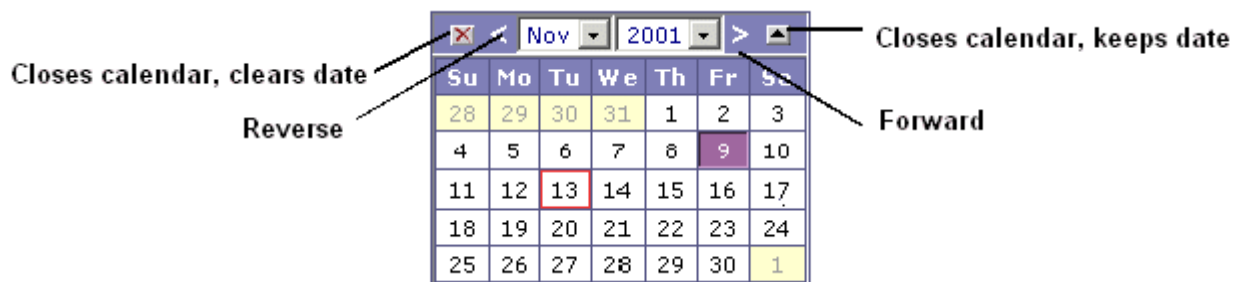 < Nov 2001 >
Closes calendar, keeps date
Closes calendar, clears date
Su Mo Tu We Th Fr Sa
28 29 30 31 1 2 3
Reverse
Forward
4 5 6 7 8 9 10
11 12 13 14 15 16 17
18 19 20 21 22 23 24
25 26 27 28 29 30 1